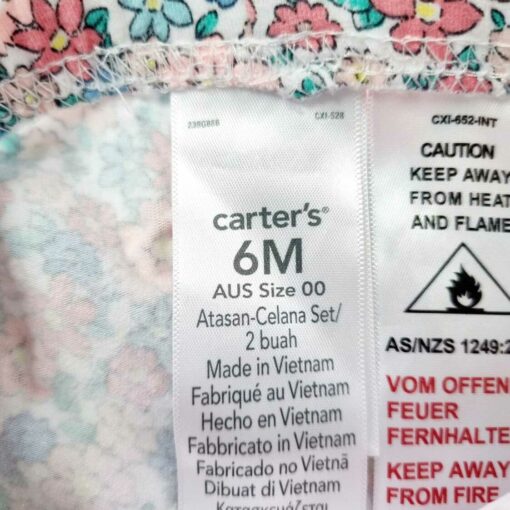 CXI-528
carter's®
6M
AUS Size 00
Atasan-Celana Set/
2 buah
Made in Vietnam
Fabriqué au Vietnam
Hecho en Vietnam
Fabbricato in Vietnam
Fabricado no Vietnã
Dibuat di Vietnam
Κατασκευάζεται
CXI-652-INT
CAUTION
KEEP AWAY
FROM HEAT
AND FLAME
AS/NZS 1249:2
VOM OFFEN
FEUER
FERNHALTE
KEEP AWAY
FROM FIRE